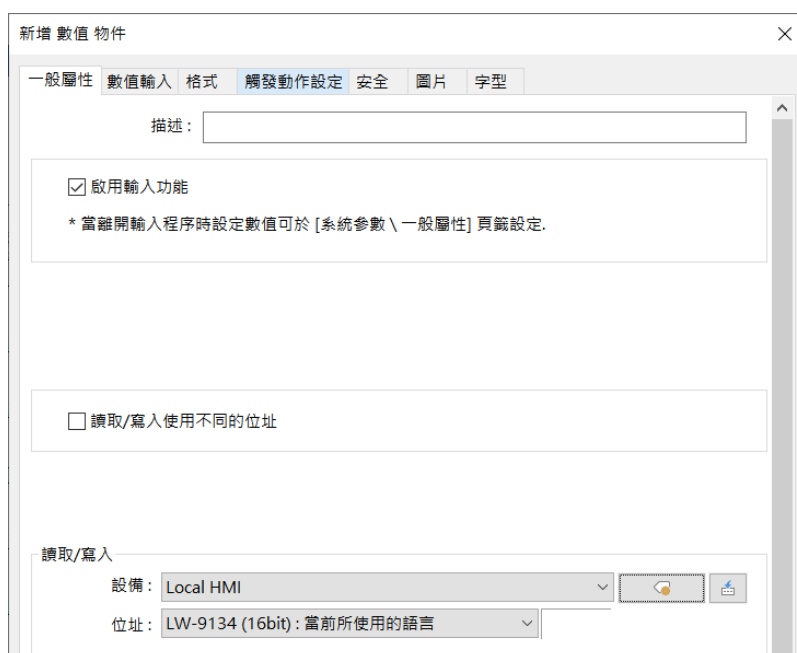 新增 數值 物件
一般屬性 數值輸入 格式 觸發動作設定 安全 圖片 字型
描述 :
啟用輸入功能
* 當離開輸入程序時設定數值可於 [系統參數 \ 一般屬性] 頁籤設定.
讀取/寫入使用不同的位址
讀取/寫入
設備 : Local HMI
位址 : LW-9134 (16bit) : 當前所使用的語言